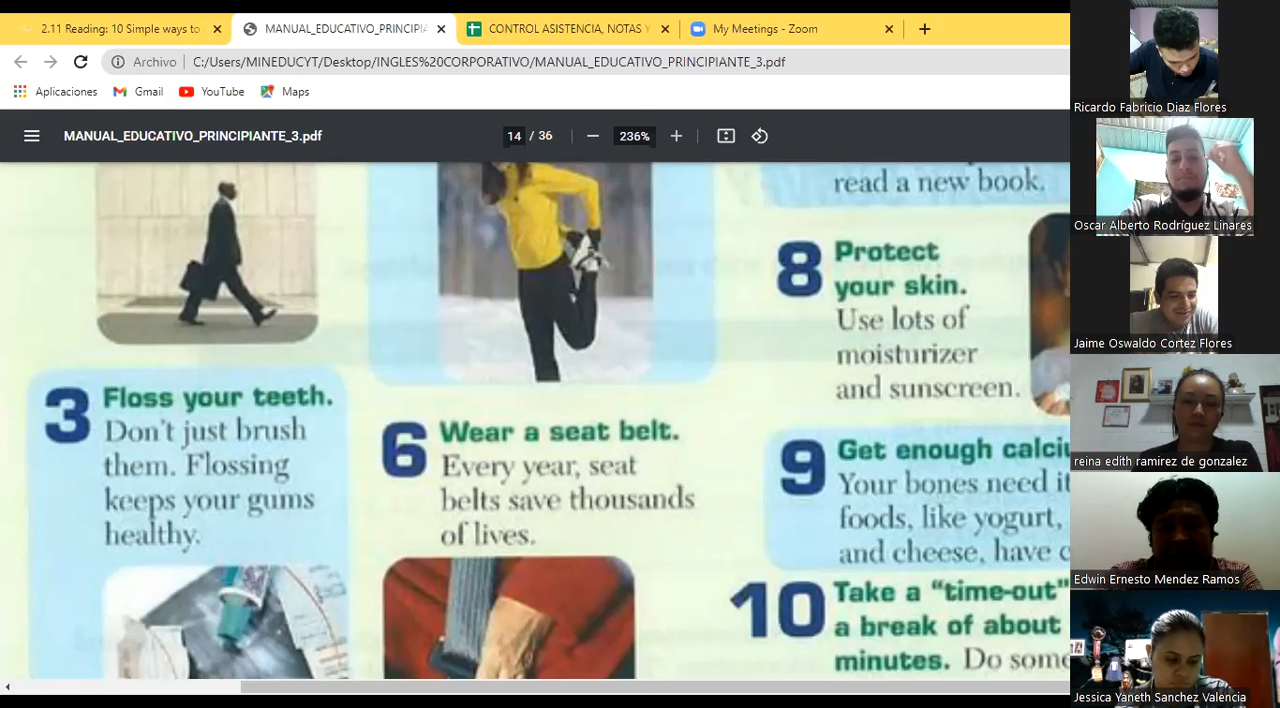 2.11 Reading: 10 Simple ways to
MANUAL_EDUCATIVO_PRINCIPIA
CONTROL ASISTENCIA, NOTAS Y
My Meetings - Zoom
Archivo
C:/Users/MINEDUCYT/Desktop/INGLES%20CORPORATIVO/MANUAL_EDUCATIVO_PRINCIPIANTE_3.pdf
Aplicaciones
Gmail
YouTube
Maps
MANUAL_EDUCATIVO_PRINCIPIANTE_3.pdf
14 / 36
236%
3 Floss your teeth.
Don't just brush
them. Flossing
keeps your gums
healthy.
6 Wear a seat belt.
Every year, seat
belts save thousands
of lives.
read a new book.
8 Protect
your skin.
Use lots of
moisturizer
and sunscreen.
9 Get enough calciu
Your bones need it
foods, like yogurt,
and cheese, have c
10 Take a “time-out”
a break of about
minutes. Do some
Ricardo Fabricio Diaz Flores
Oscar Alberto Rodríguez Linares
Jaime Oswaldo Cortez Flores
reina edith ramirez de gonzalez
Edwin Ernesto Mendez Ramos
Jessica Yaneth Sanchez Valencia